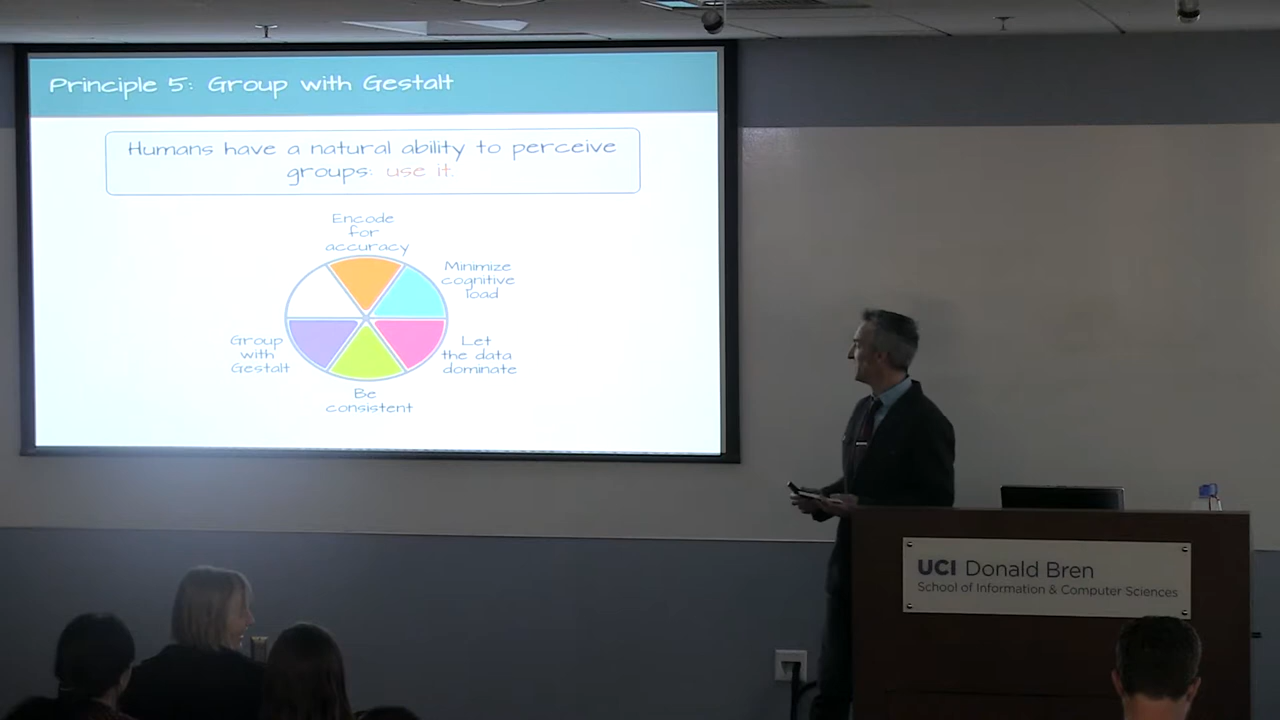 Principle 5: Group with Gestalt
Humans have a natural ability to perceive
groups: use it.
Encode
for
accuracy
Minimize
cognitive
load
Let
the data
dominate
Be
consistent
Group
with
Gestalt
UCI Donald Bren
School of Information & Computer Sciences